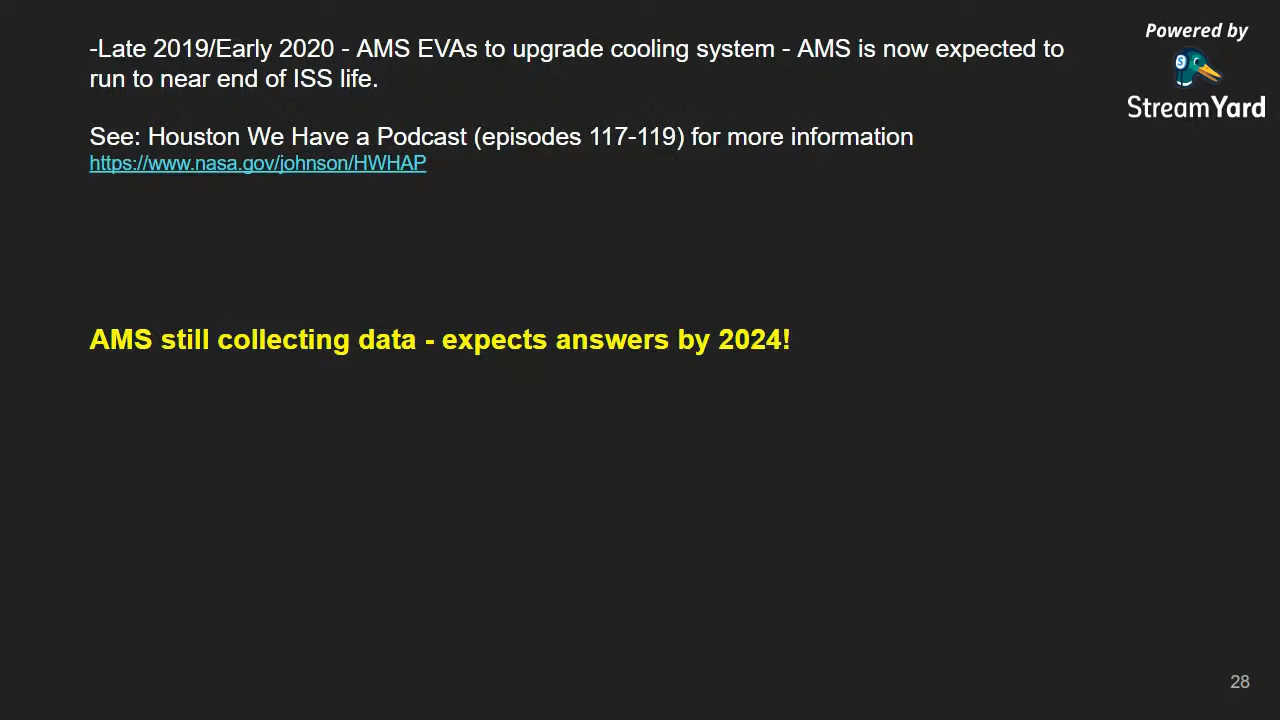 -Late 2019/Early 2020 - AMS EVAs to upgrade cooling system - AMS is now expected to
run to near end of ISS life.
See: Houston We Have a Podcast (episodes 117-119) for more information
https://www.nasa.gov/johnson/HWHAP
AMS still collecting data - expects answers by 2024!
Powered by
S
StreamYard
28